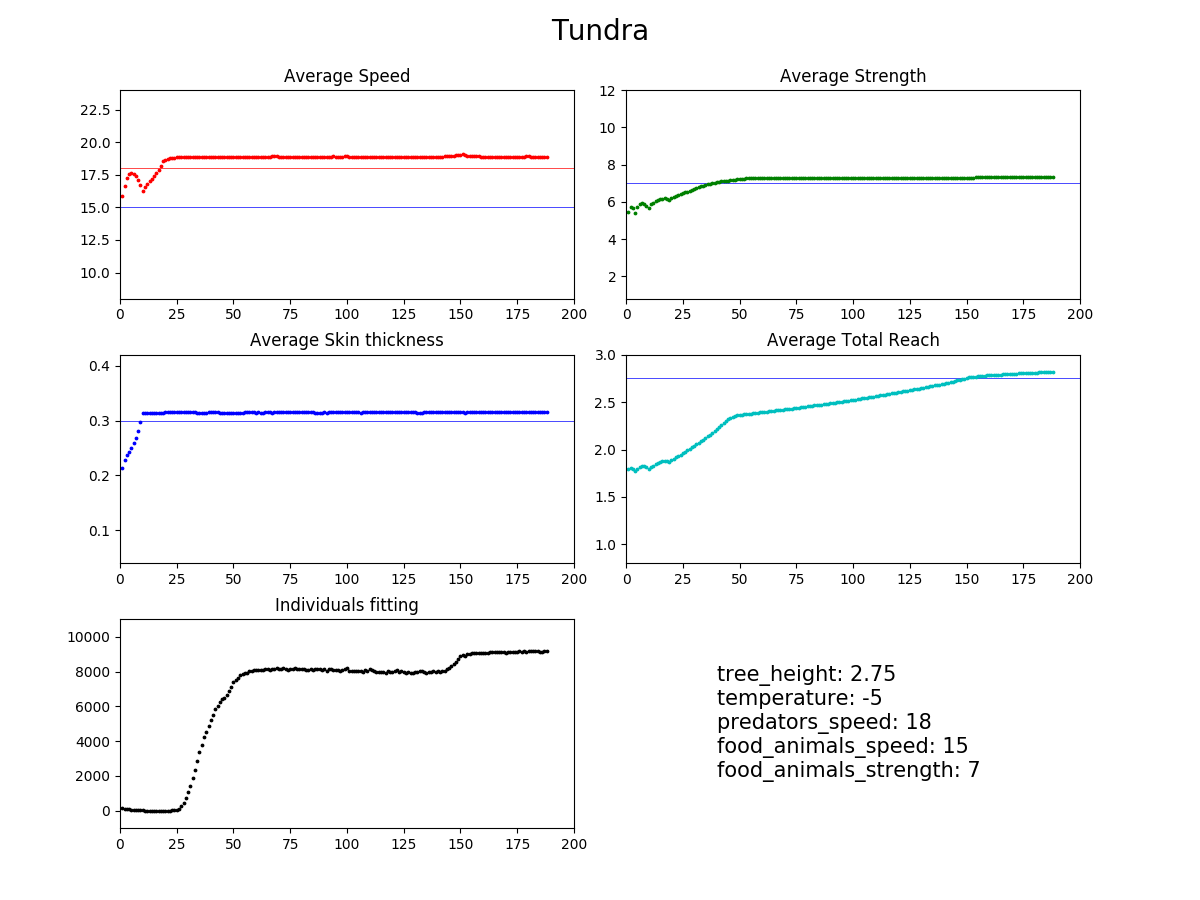 Tundra
Average Speed
22.5
20.0
17.5
15.0
12.5
10.0
0 25 50 75 100 125 150 175 200
Average Strength
12
10
8
6
4
2
0 25 50 75 100 125 150 175 200
Average Skin thickness
0.4
0.3
0.2
0.1
0 25 50 75 100 125 150 175 200
Average Total Reach
3.0
2.5
2.0
1.5
1.0
0 25 50 75 100 125 150 175 200
Individuals fitting
10000
8000
6000
4000
2000
0
0 25 50 75 100 125 150 175 200
tree_height: 2.75
temperature: -5
predators_speed: 18
food_animals_speed: 15
food_animals_strength: 7